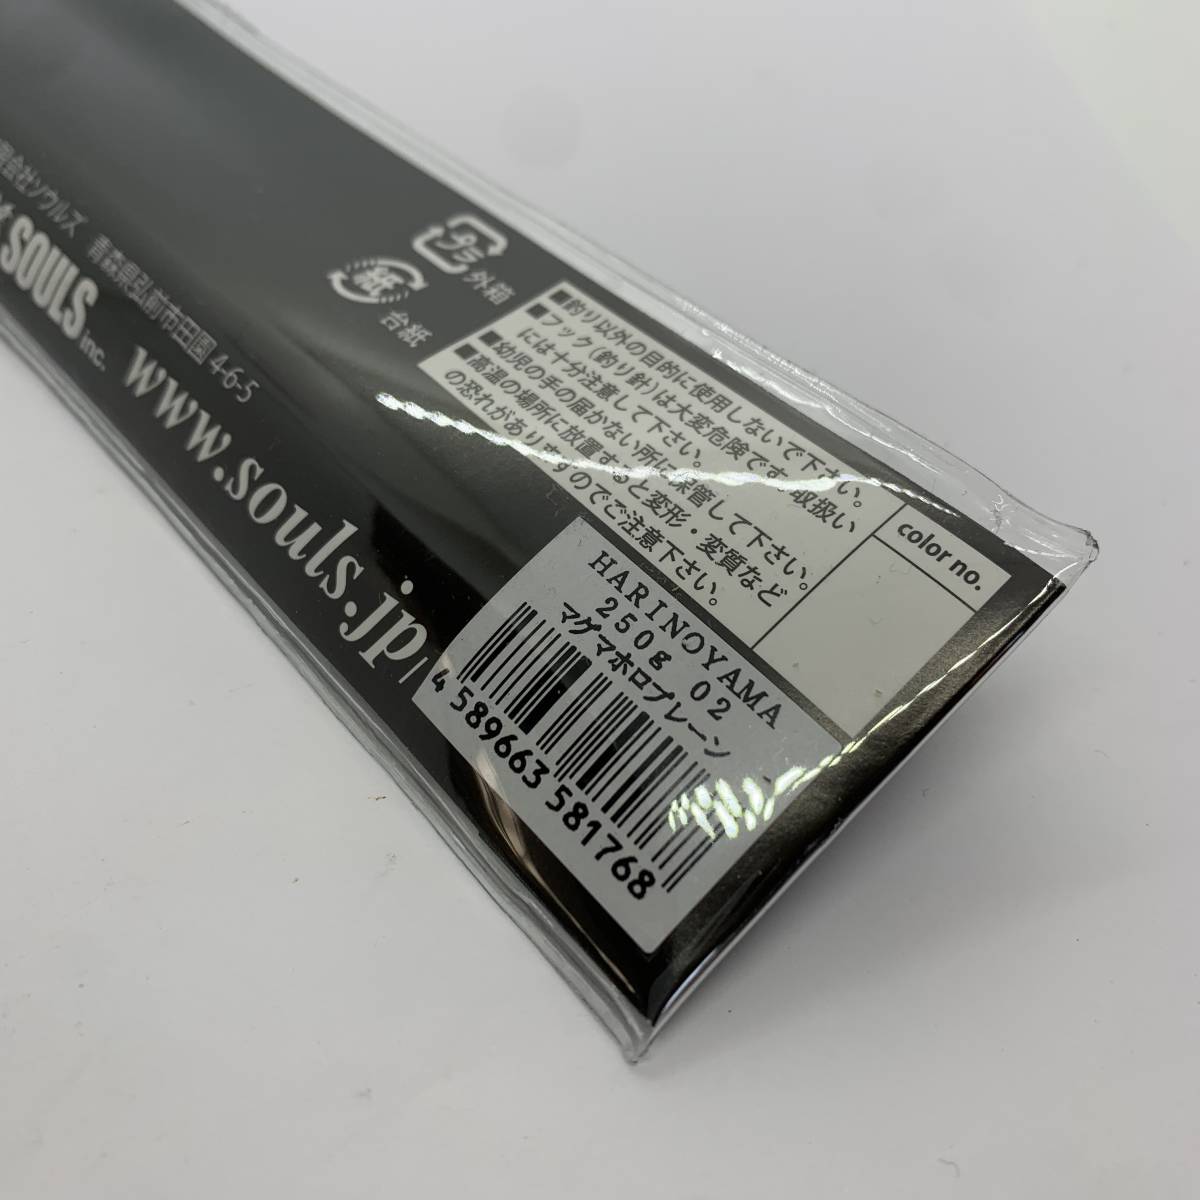 会社ソウルズ 青森県弘前市田園 4-6-5
SOULS inc.
www.souls.jp/
プラ 外箱
紙 台紙
■釣り以外の目的に使用しないで下さい。
■フック(釣り針)は大変危険です。取扱い
には十分注意して下さい。
■幼児の手の届かない所に保管して下さい。
■高温の場所に放置すると変形・変質など
の恐れがありますのでご注意下さい。
color no.
HARINOYAMA
250g 02
マグマホロプレーン
4 589663 581768